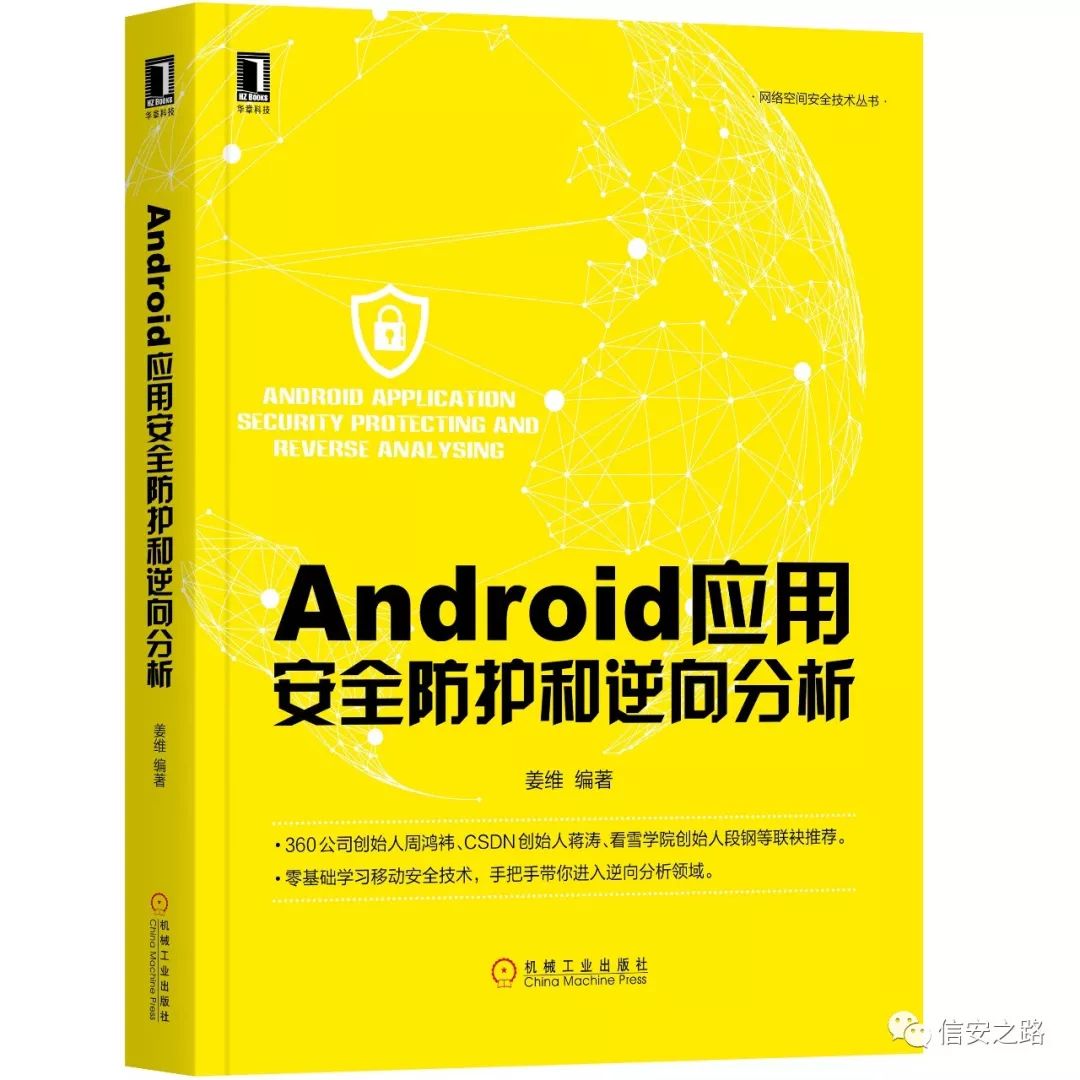 HZ BOOKS
华章科技
Android应用安全防护和逆向分析
姜维 编著
机械工业出版社
China Machine Press
HZ BOOKS
华章科技
·网络空间安全技术丛书·
ANDROID APPLICATION
SECURITY PROTECTING AND
REVERSE ANALYSING
Android应用
安全防护和逆向分析
姜维 编著
·360公司创始人周鸿祎、CSDN创始人蒋涛、看雪学院创始人段钢等联袂推荐。
·零基础学习移动安全技术，手把手带你进入逆向分析领域。
机械工业出版社
China Machine Press
信安之路